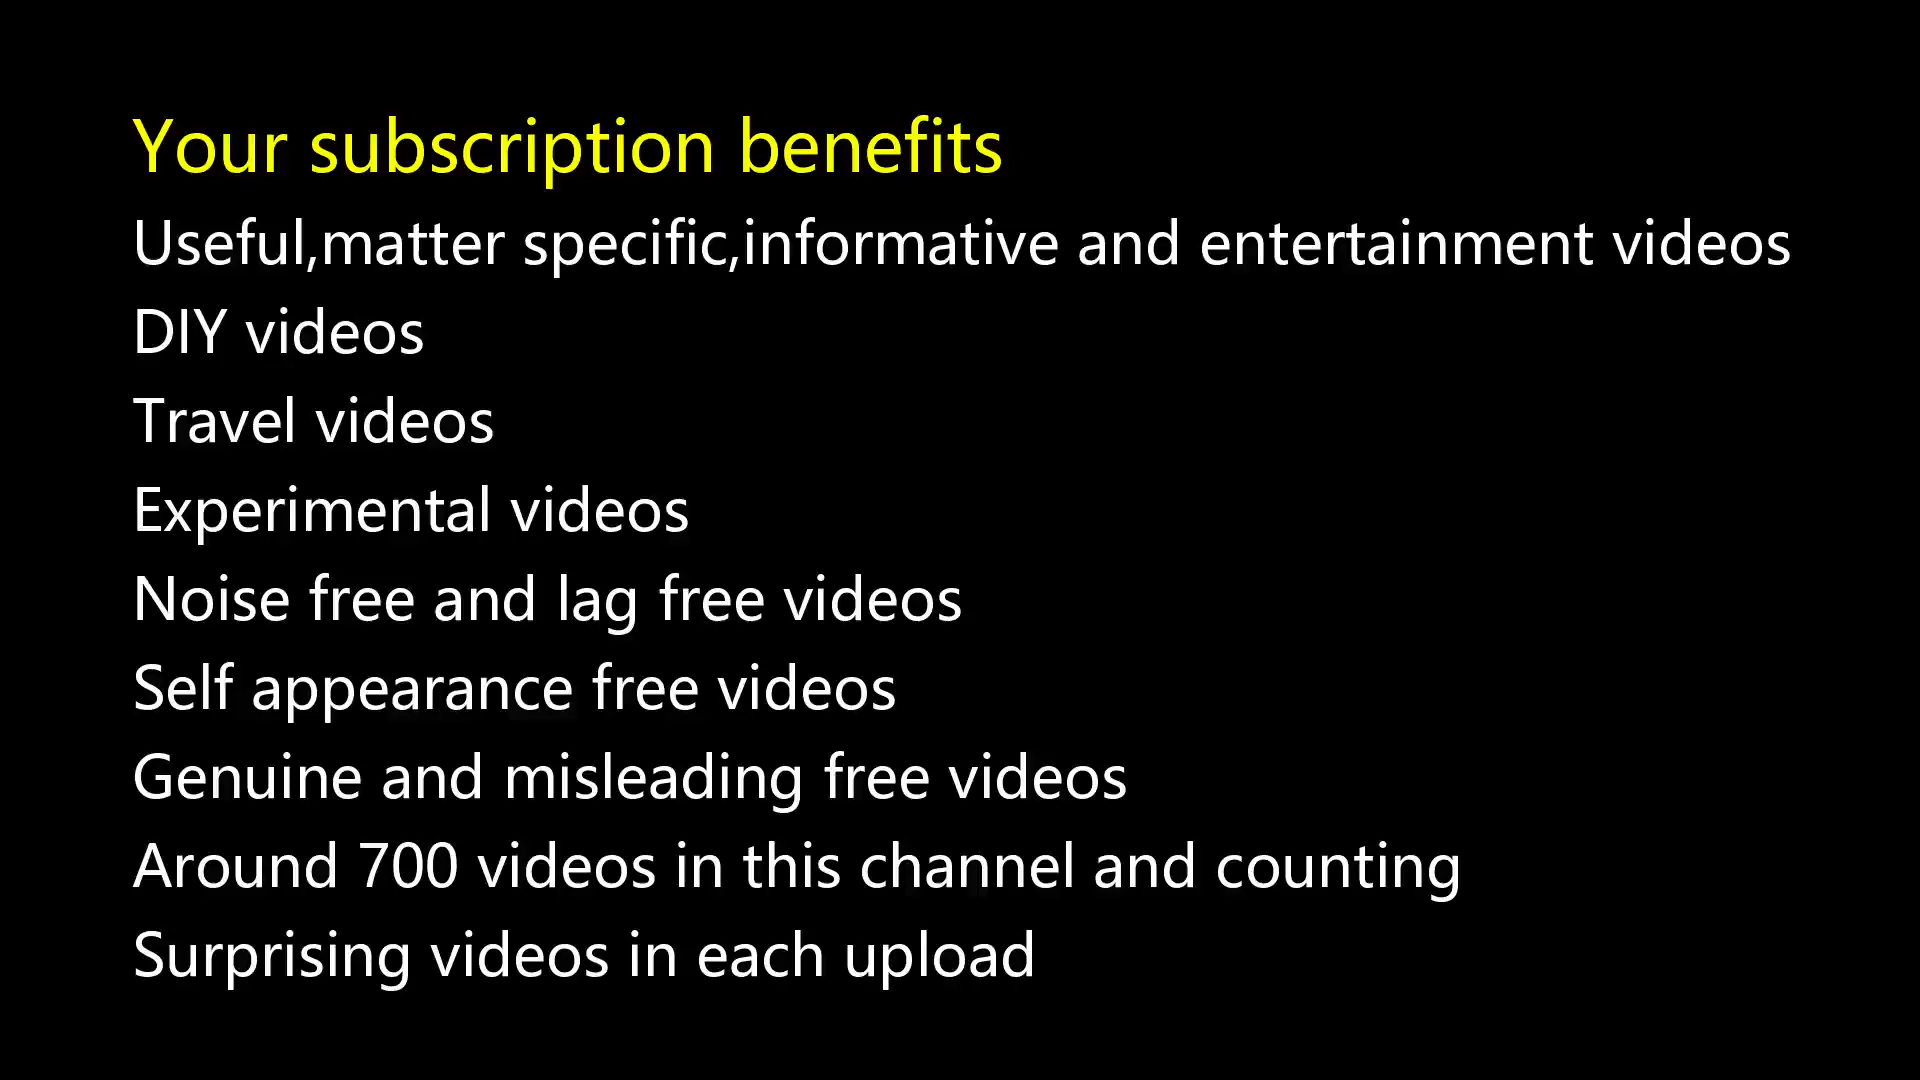 Your subscription benefits
Useful,matter specific,informative and entertainment videos
DIY videos
Travel videos
Experimental videos
Noise free and lag free videos
Self appearance free videos
Genuine and misleading free videos
Around 700 videos in this channel and counting
Surprising videos in each upload